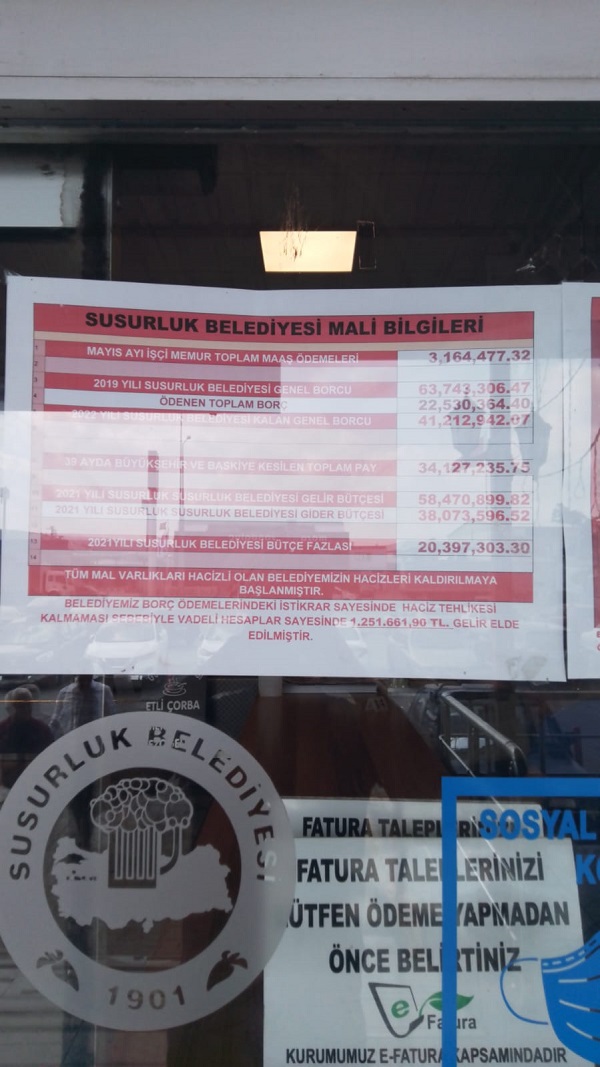 SUSURLUK BELEDİYESİ MALİ BİLGİLERİ
MAYIS AYI İŞÇİ MEMUR TOPLAM MAAŞ ÖDEMELERİ 3,164,477.32
2019 YILI SUSURLUK BELEDİYESİ GENEL BORCU 63,743,306.47
ÖDENEN TOPLAM BORÇ 22,530,364.40
2022 YILI SUSURLUK BELEDİYESİ KALAN GENEL BORCU 41,212,942.07
39 AYDA BÜYÜKŞEHİR VE BASKİYE KESİLEN TOPLAM PAY 34,127,235.75
2021 YILI SUSURLUK BELEDİYESİ GELİR BÜTÇESİ 58,470,899.82
2021 YILI SUSURLUK BELEDİYESİ GİDER BÜTÇESİ 38,073,596.52
2021YILI SUSURLUK BELEDİYESİ BÜTÇE FAZLASI 20,397,303.30
TÜM MAL VARLIKLARI HACİZLİ OLAN BELEDİYEMİZİN HACİZLERİ KALDIRILMAYA
BAŞLANMIŞTIR.
BELEDİYEMİZ BORÇ ÖDEMELERİNDEKİ İSTİKRAR SAYESİNDE HACİZ TEHLİKESİ
KALMAMASI SEBEBİYLE VADELİ HESAPLAR SAYESİNDE 1.251.661,90 TL. GELİR ELDE
EDİLMİŞTİR.
ETLİ ÇORBA
SUSURLUK BELEDİYESİ
1901
FATURA
SOSYAL
FATURA TALEPLERİNİZİ
LÜTFEN ÖDEME YAPMADAN
ÖNCE BELİRTİNİZ
e Fatura
KURUMUMUZ E-FATURA KAPSAMINDADIR